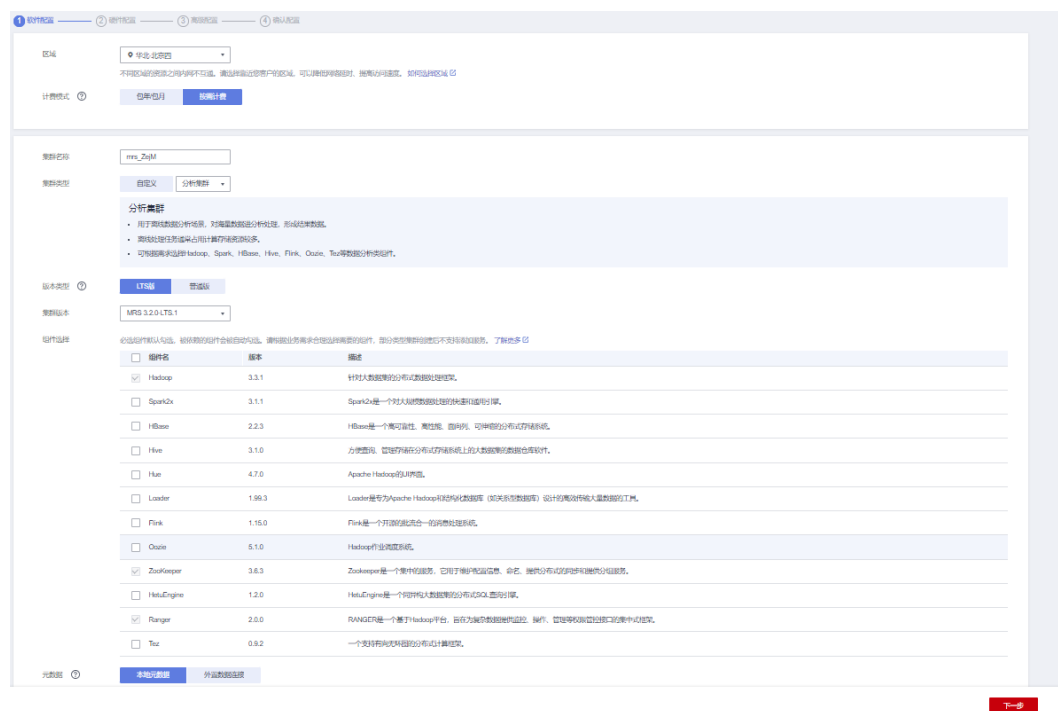 1 软件配置 2 硬件配置 3 高级配置 4 确认配置
区域 华北-北京四
不同区域的资源之间内网不互通。请选择靠近您客户的区域，可以降低网络时延、提高访问速度。 如何选择区域
计费模式 包年/包月 按需计费
集群名称 mrs_ZejM
集群类型 自定义 分析集群
分析集群
• 用于离线数据分析场景，对海量数据进分析处理，形成结果数据。
• 离线处理任务通常占用计算存储资源较多。
• 可根据需求选择Hadoop、Spark、HBase、Hive、Flink、Oozie、Tez等数据分析类组件。
版本类型 LTS版 普通版
集群版本 MRS 3.2.0-LTS.1
组件选择 必选组件默认勾选，被依赖的组件会被自动勾选。请根据业务需求合理选择需要的组件，部分类型集群创建后不支持添加服务。 了解更多
组件名 版本 描述
Hadoop 3.3.1 针对大数据集的分布式数据处理框架。
Spark2x 3.1.1 Spark2x是一个对大规模数据处理的快速和通用引擎。
HBase 2.2.3 HBase是一个高可靠性、高性能、面向列、可伸缩的分布式存储系统。
Hive 3.1.0 方便查询、管理存储在分布式存储系统上的大数据集的数据仓库软件。
Hue 4.7.0 Apache Hadoop的UI界面。
Loader 1.99.3 Loader是专为Apache Hadoop和结构化数据库（如关系型数据库）设计的高效传输大量数据的工具。
Flink 1.15.0 Flink是一个开源的批流合一的消息处理系统。
Oozie 5.1.0 Hadoop作业调度系统。
ZooKeeper 3.6.3 Zookeeper是一个集中的服务、它用于维护配置信息、命名、提供分布式的同步和提供分组服务。
HetuEngine 1.2.0 HetuEngine是一个同异构大数据集的分布式SQL查询引擎。
Ranger 2.0.0 RANGER是一个基于Hadoop平台，旨在为复杂数据提供监控、操作、管理等权限管控接口的集中式框架。
Tez 0.9.2 一个支持有向无环图的分布式计算框架。
元数据 本地元数据 外置数据连接
下一步